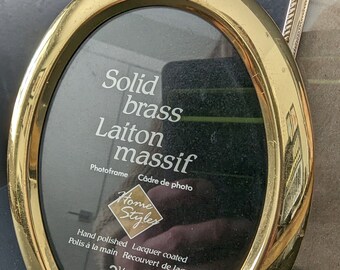 Solid
brass
Laiton
massif
Photoframe Cadre de photo
Home
Styles
Hand polished Lacquer coated
Polis à la main Recouvert de